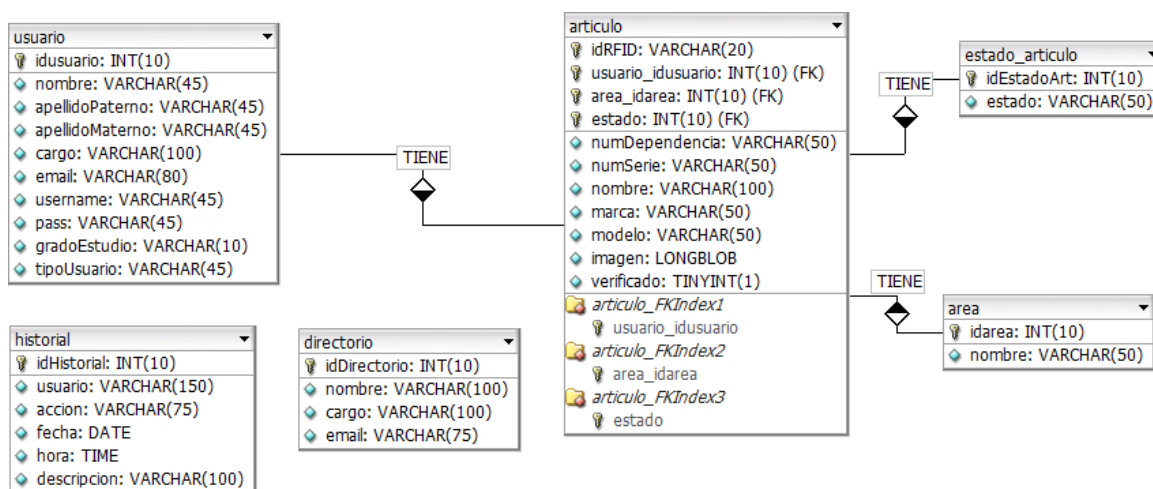 usuario
idusuario: INT(10)
nombre: VARCHAR(45)
apellidoPaterno: VARCHAR(45)
apellidoMaterno: VARCHAR(45)
cargo: VARCHAR(100)
email: VARCHAR(80)
username: VARCHAR(45)
pass: VARCHAR(45)
gradoEstudio: VARCHAR(10)
tipoUsuario: VARCHAR(45)
TIENE
articulo
idRFID: VARCHAR(20)
usuario_idusuario: INT(10) (FK)
area_idarea: INT(10) (FK)
estado: INT(10) (FK)
numDependencia: VARCHAR(50)
numSerie: VARCHAR(50)
nombre: VARCHAR(100)
marca: VARCHAR(50)
modelo: VARCHAR(50)
imagen: LONGBLOB
verificado: TINYINT(1)
articulo_FKIndex1
usuario_idusuario
articulo_FKIndex2
area_idarea
articulo_FKIndex3
estado
TIENE
estado_articulo
idEstadoArt: INT(10)
estado: VARCHAR(50)
TIENE
area
idarea: INT(10)
nombre: VARCHAR(50)
historial
idHistorial: INT(10)
usuario: VARCHAR(150)
accion: VARCHAR(75)
fecha: DATE
hora: TIME
descripcion: VARCHAR(100)
directorio
idDirectorio: INT(10)
nombre: VARCHAR(100)
cargo: VARCHAR(100)
email: VARCHAR(75)